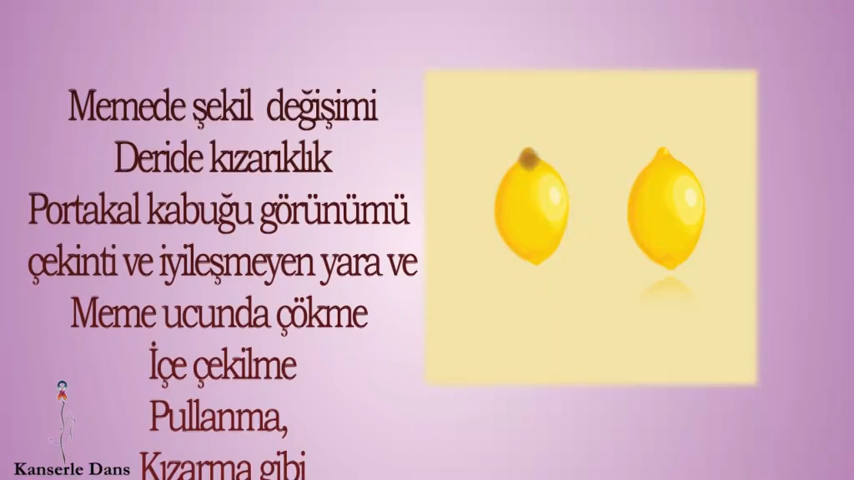 Memede şekil değişimi
Deride kızarıklık
Portakal kabuğu görünümü
çekinti ve iyileşmeyen yara ve
Meme ucunda çökme
İçe çekilme
Pullanma,
Kızarma gibi
Kanserle Dans